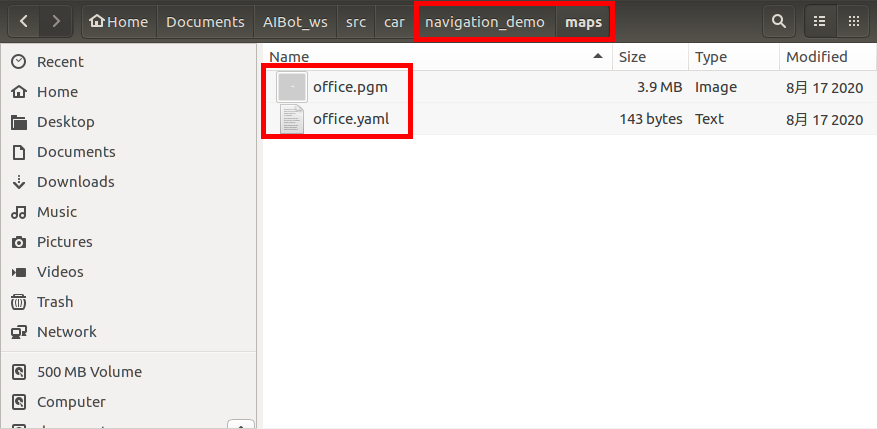 Home Documents AIBot_ws src car navigation_demo maps
Name Size Type Modified
Recent
office.pgm 3.9 MB Image 8月 17 2020
Home
office.yaml 143 bytes Text 8月 17 2020
Desktop
Documents
Downloads
Music
Pictures
Videos
Trash
Network
500 MB Volume
Computer